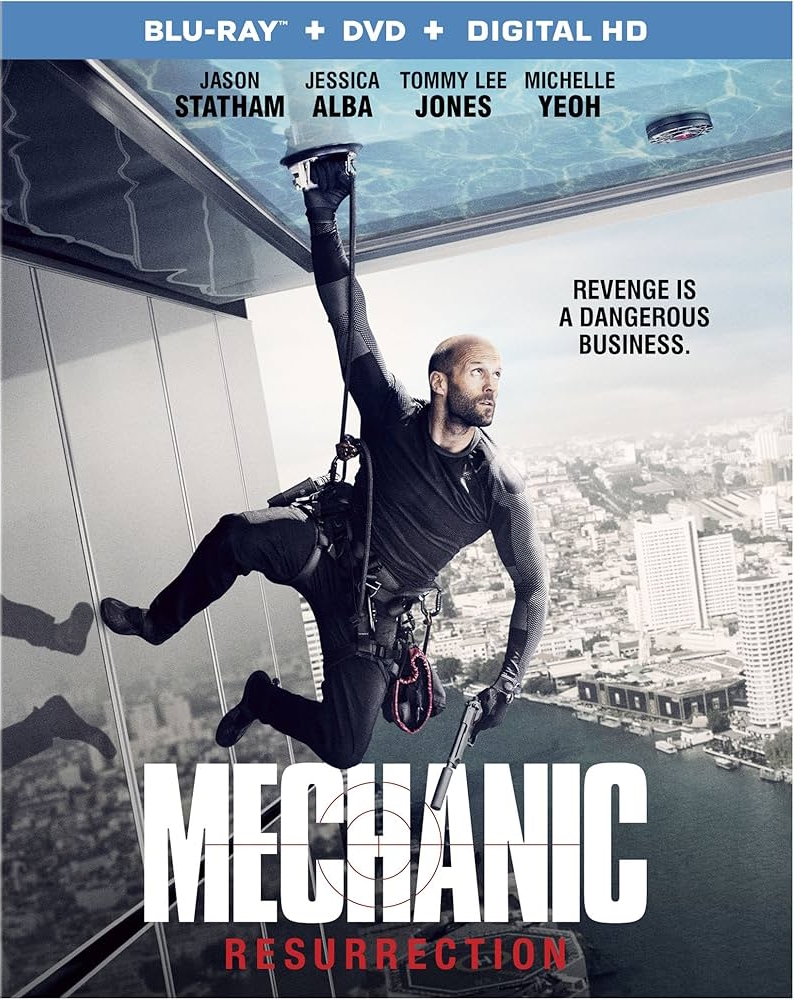 BLU-RAY™ + DVD + DIGITAL HD
JASON JESSICA TOMMY LEE MICHELLE
STATHAM ALBA JONES YEOH
REVENGE IS
A DANGEROUS
BUSINESS.
MECHANIC
RESURRECTION